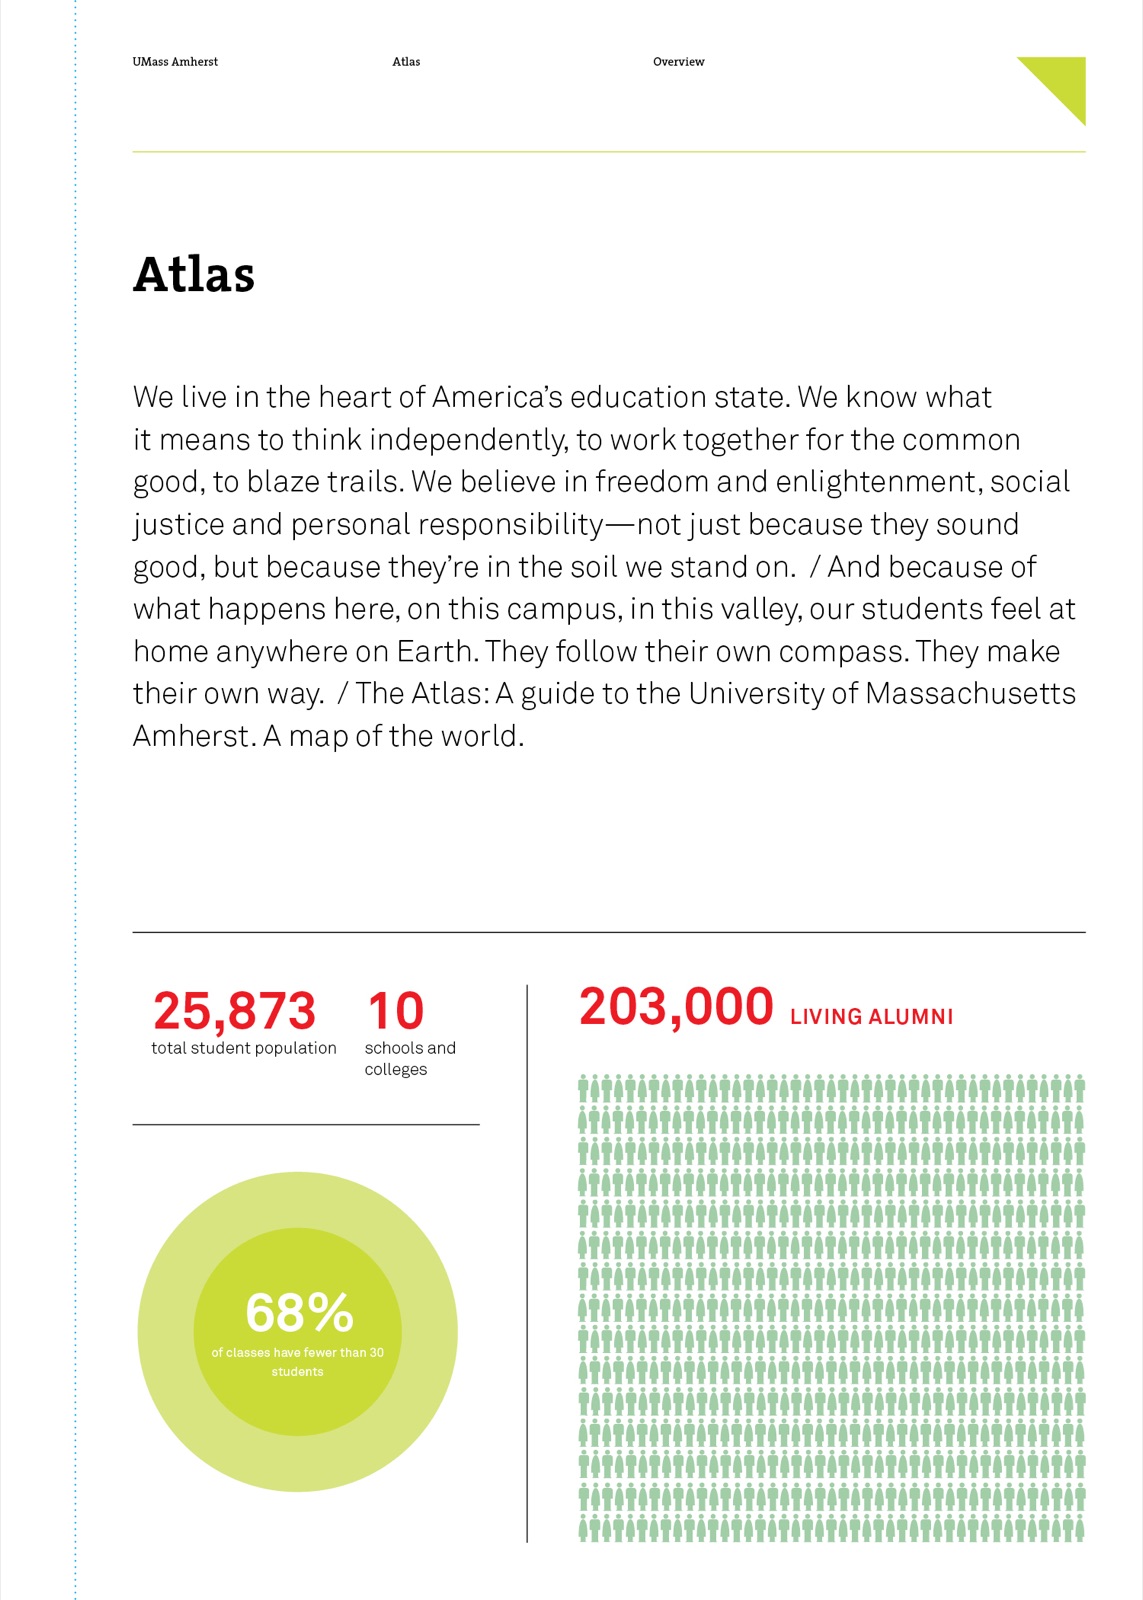 UMass Amherst
Atlas
Overview
Atlas
We live in the heart of America’s education state. We know what
it means to think independently, to work together for the common
good, to blaze trails. We believe in freedom and enlightenment, social
justice and personal responsibility—not just because they sound
good, but because they’re in the soil we stand on. / And because of
what happens here, on this campus, in this valley, our students feel at
home anywhere on Earth. They follow their own compass. They make
their own way. / The Atlas: A guide to the University of Massachusetts
Amherst. A map of the world.
25,873
total student population
10
schools and
colleges
68%
of classes have fewer than 30
students
203,000 LIVING ALUMNI